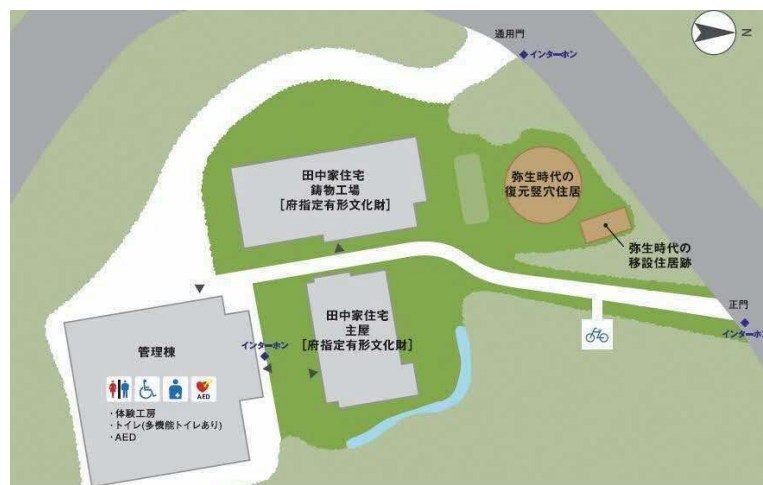 通用門
インターホン
N
田中家住宅
鋳物工場
[府指定有形文化財]
弥生時代の
復元竪穴住居
弥生時代の
移設住居跡
正門
インターホン
田中家住宅
主屋
[府指定有形文化財]
インターホン
管理棟
AED
・体験工房
・トイレ(多機能トイレあり)
・AED